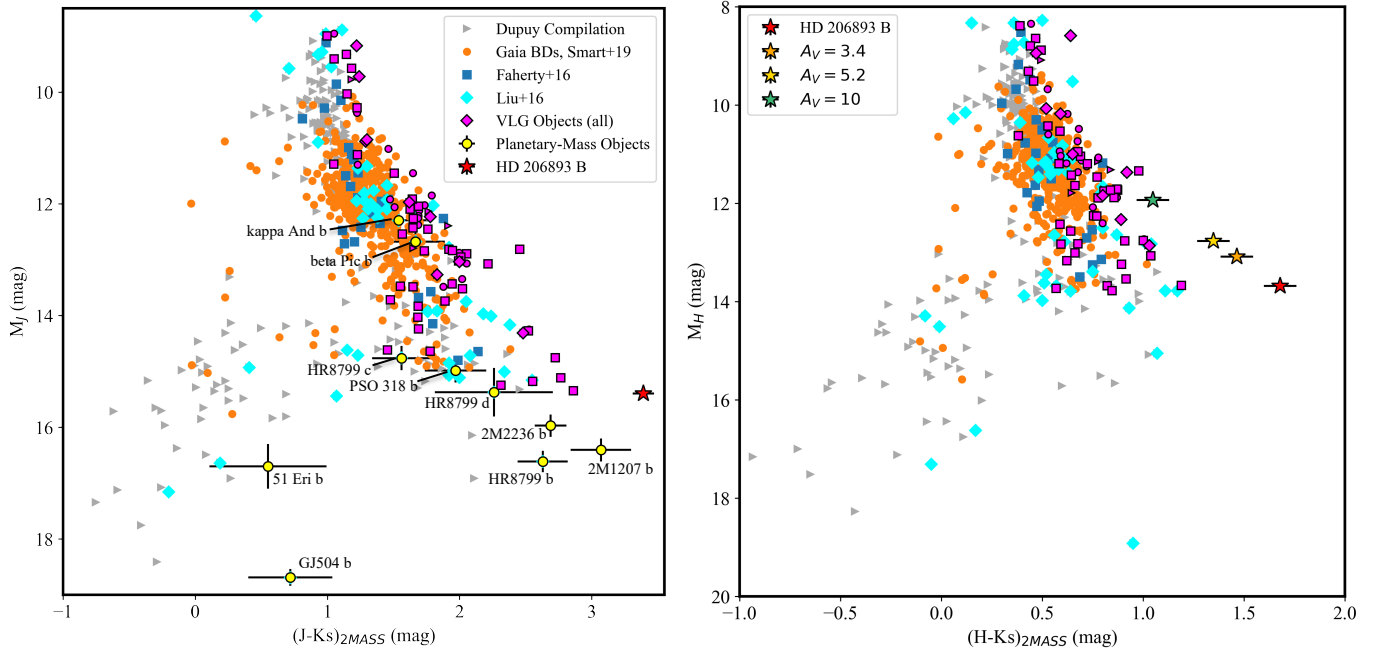 Dupuy Compilation
Gaia BDs, Smart+19
Faherty+16
Liu+16
VLG Objects (all)
Planetary-Mass Objects
HD 206893 B
kappa And b
beta Pic b
HR8799 c
PSO 318 b
HR8799 d
2M2236 b
HR8799 b
2M1207 b
51 Eri b
GJ504 b
10
12
14
16
18
M_J (mag)
−1
0
1
2
3
(J-Ks)_2MASS (mag)
HD 206893 B
A_V = 3.4
A_V = 5.2
A_V = 10
8
10
12
14
16
18
20
M_H (mag)
−1.0
−0.5
0.0
0.5
1.0
1.5
2.0
(H-Ks)_2MASS (mag)